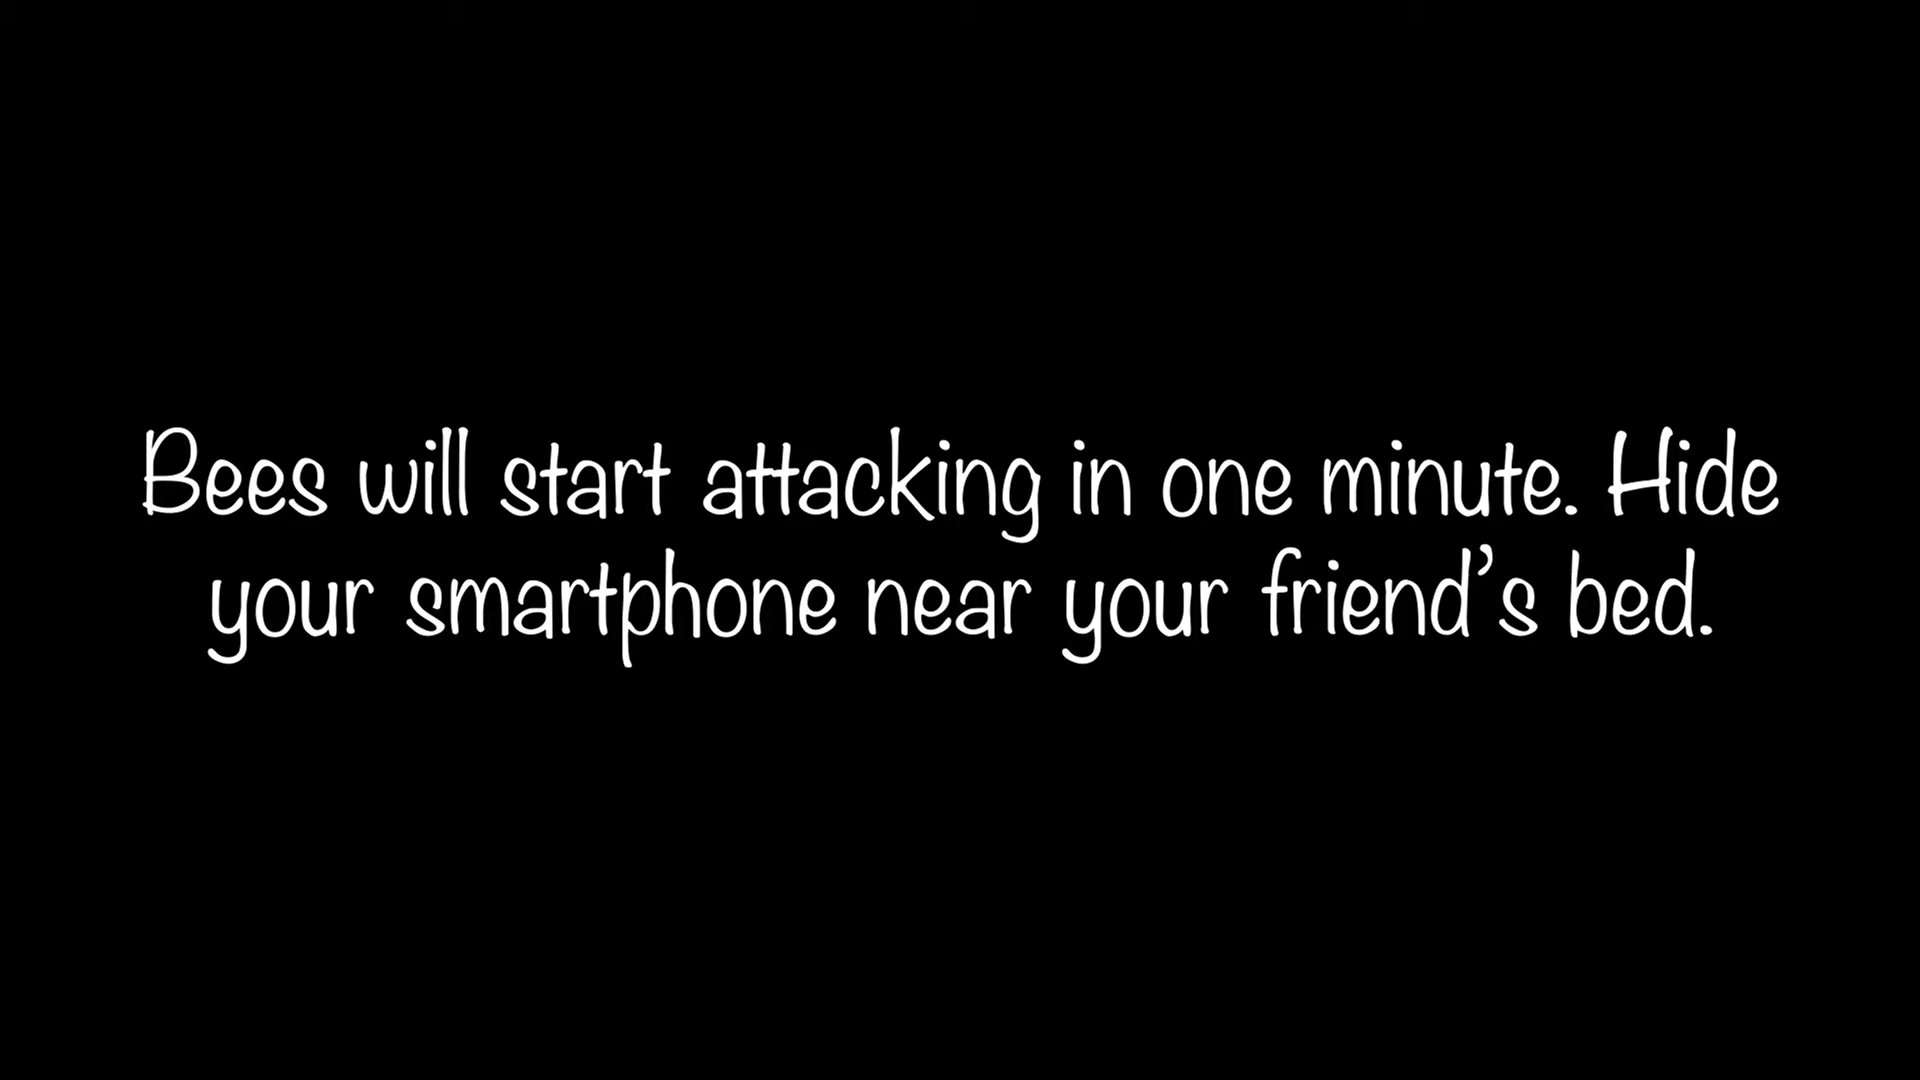 Bees will start attacking in one minute. Hide
your smartphone near your friend’s bed.